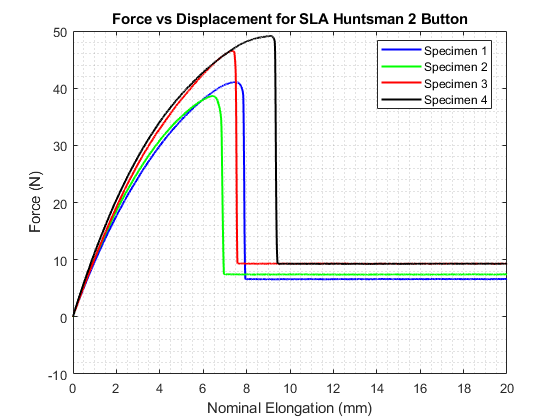 Force vs Displacement for SLA Huntsman 2 Button
50
40
30
20
10
0
-10
Force (N)
Specimen 1
Specimen 2
Specimen 3
Specimen 4
0 2 4 6 8 10 12 14 16 18 20
Nominal Elongation (mm)